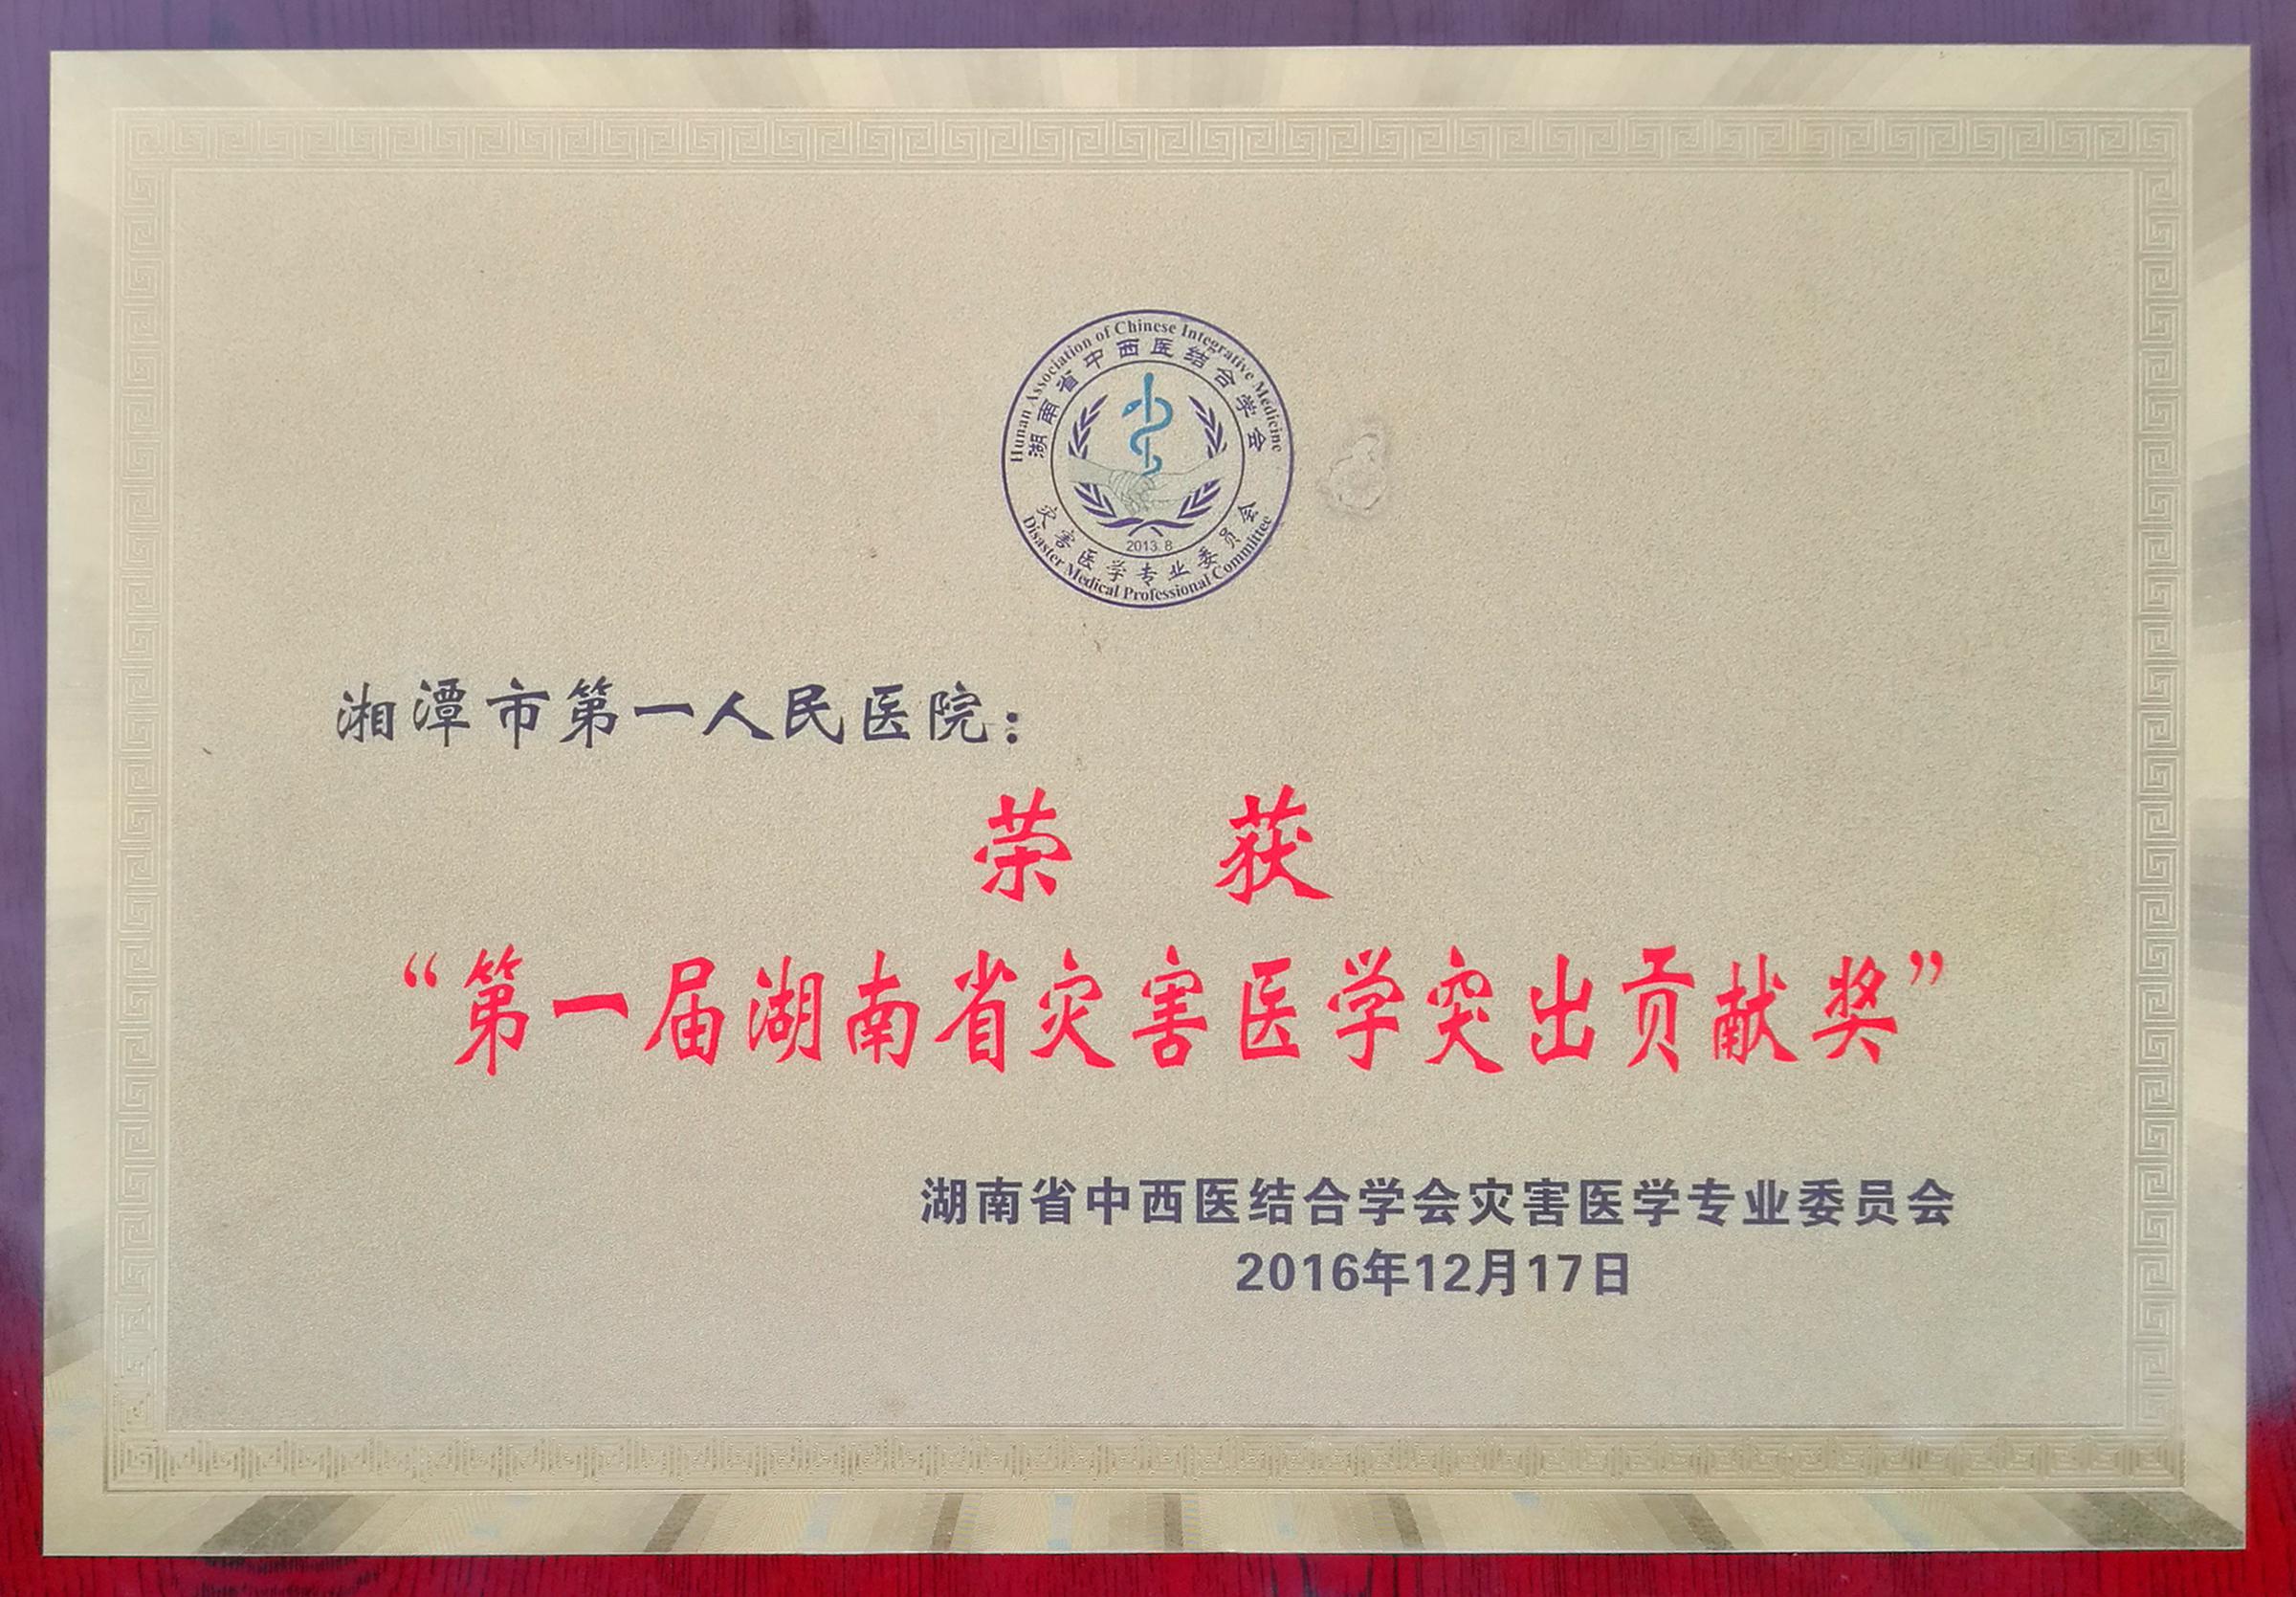 Hunan Association of Chinese Integrative Medicine
湖南省中西医结合学会
2013.8
灾害医学专业委员会
Disaster Medical Professional Committee
湘潭市第一人民医院：
荣 获
“第一届湖南省灾害医学突出贡献奖”
湖南省中西医结合学会灾害医学专业委员会
2016年12月17日